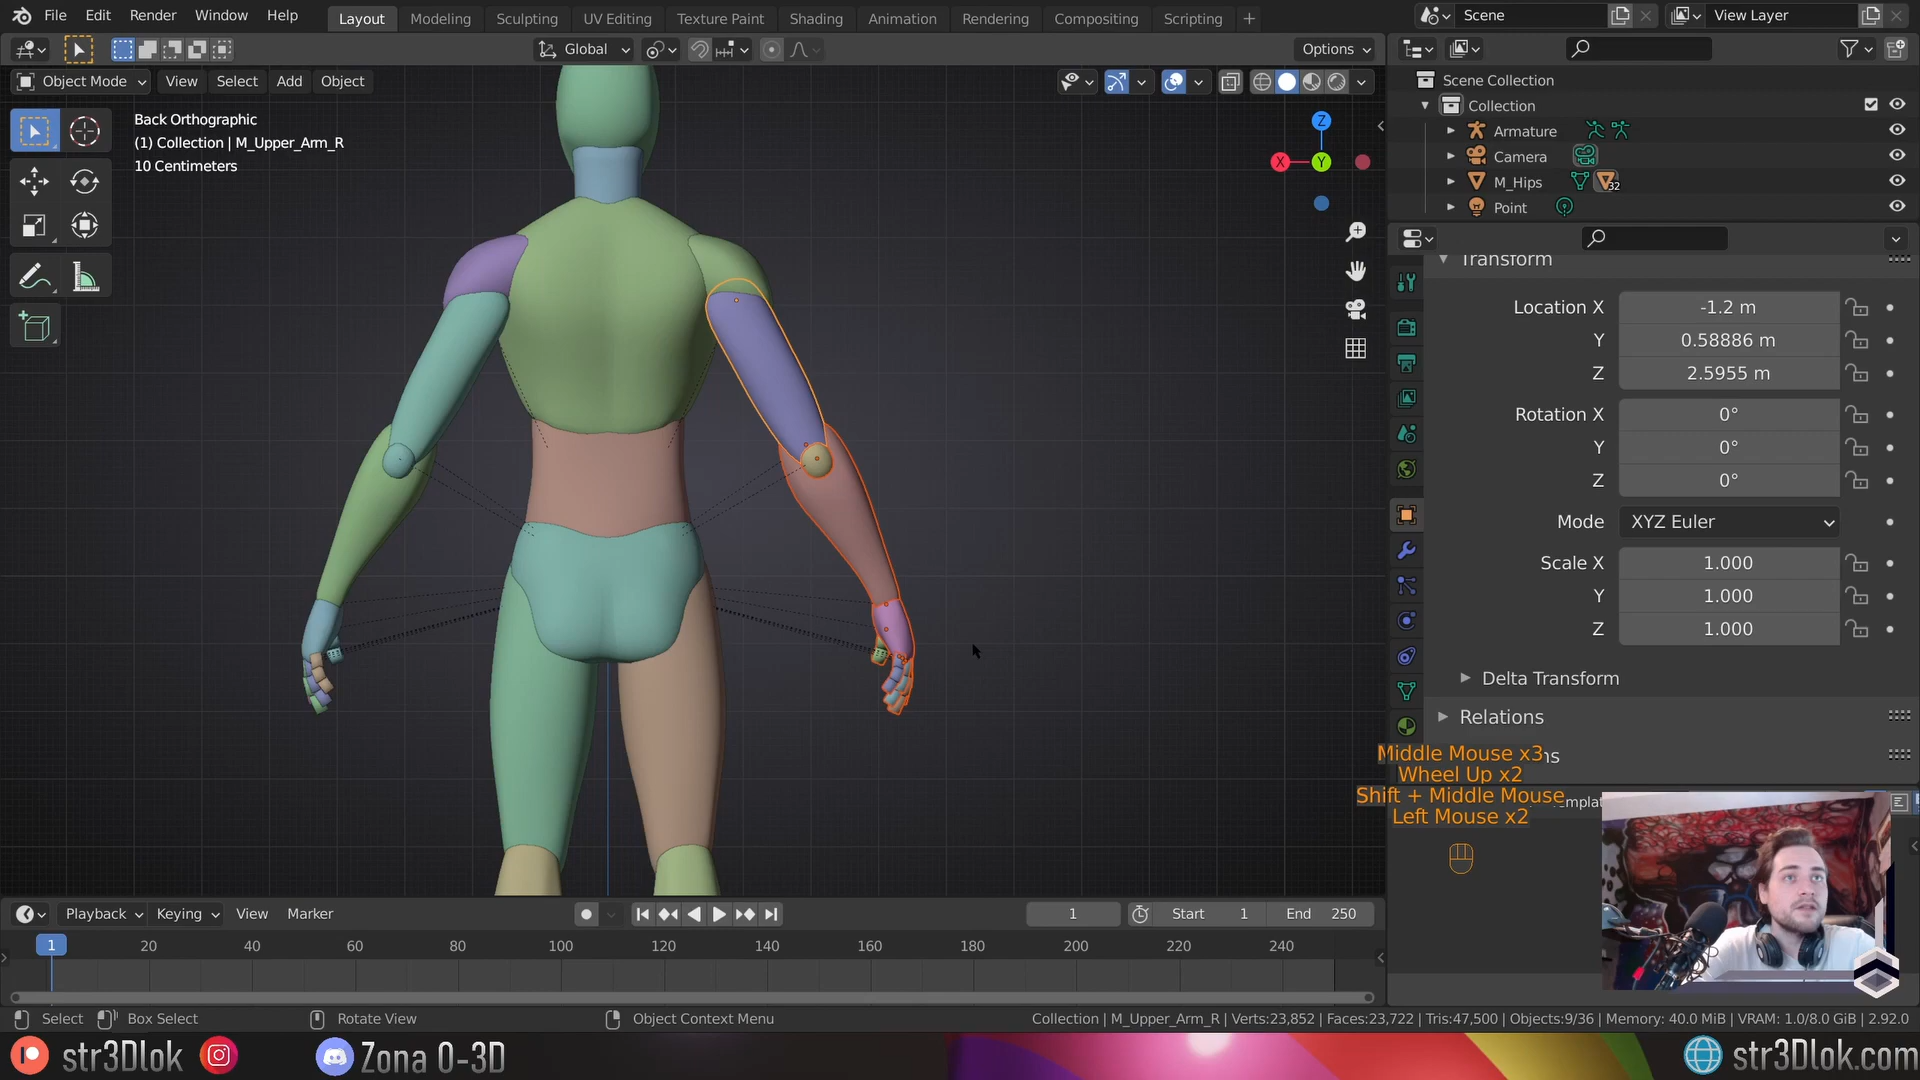 File Edit Render Window Help
Layout Modeling Sculpting UV Editing Texture Paint Shading Animation Rendering Compositing Scripting +
Scene View Layer
Global Options
Object Mode View Select Add Object
Back Orthographic
(1) Collection | M_Upper_Arm_R
10 Centimeters
Z
X Y
Scene Collection
Collection
Armature
Camera
M_Hips 32
Point
Transform
Location X -1.2 m
Y 0.58886 m
Z 2.5955 m
Rotation X 0°
Y 0°
Z 0°
Mode XYZ Euler
Scale X 1.000
Y 1.000
Z 1.000
Delta Transform
Relations
Middle Mouse x3
Wheel Up x2
Shift + Middle Mouse
Left Mouse x2
Playback Keying View Marker
1 Start 1 End 250
1 20 40 60 80 100 120 140 160 180 200 220 240
Select Box Select Rotate View Object Context Menu
Collection | M_Upper_Arm_R | Verts:23,852 | Faces:23,722 | Tris:47,500 | Objects:9/36 | Memory: 40.0 MiB | VRAM: 1.0/8.0 GiB | 2.92.0
str3Dlok Zona 0-3D str3Dlok.com